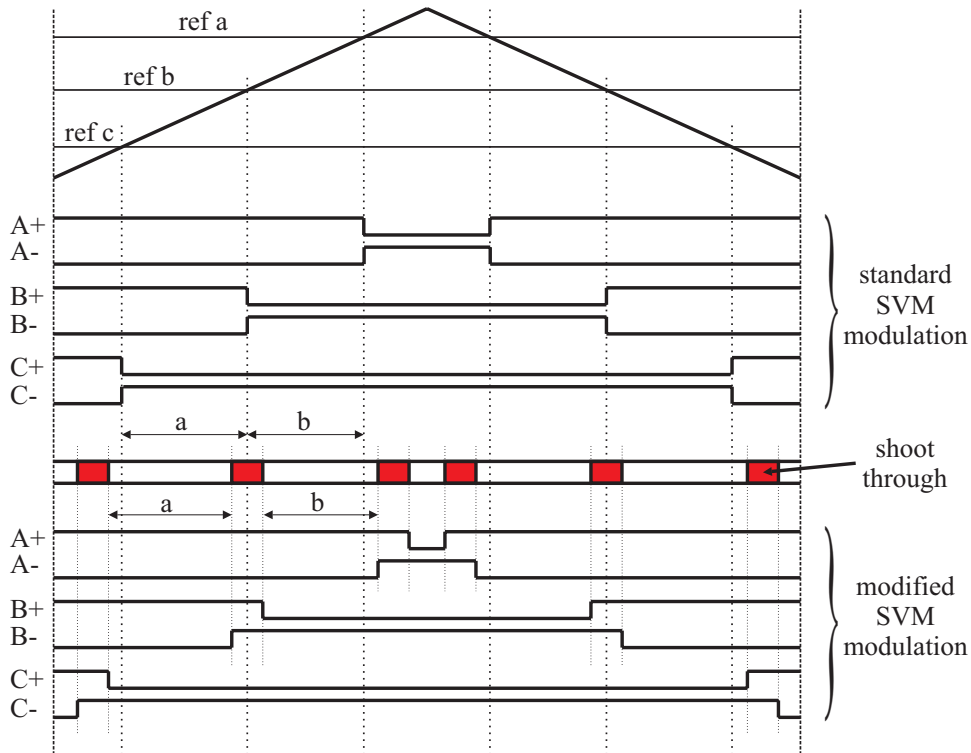 ref a
ref b
ref c
A+
A-
B+
B-
C+
C-
standard
SVM
modulation
a
b
shoot
through
a
b
A+
A-
B+
B-
C+
C-
modified
SVM
modulation